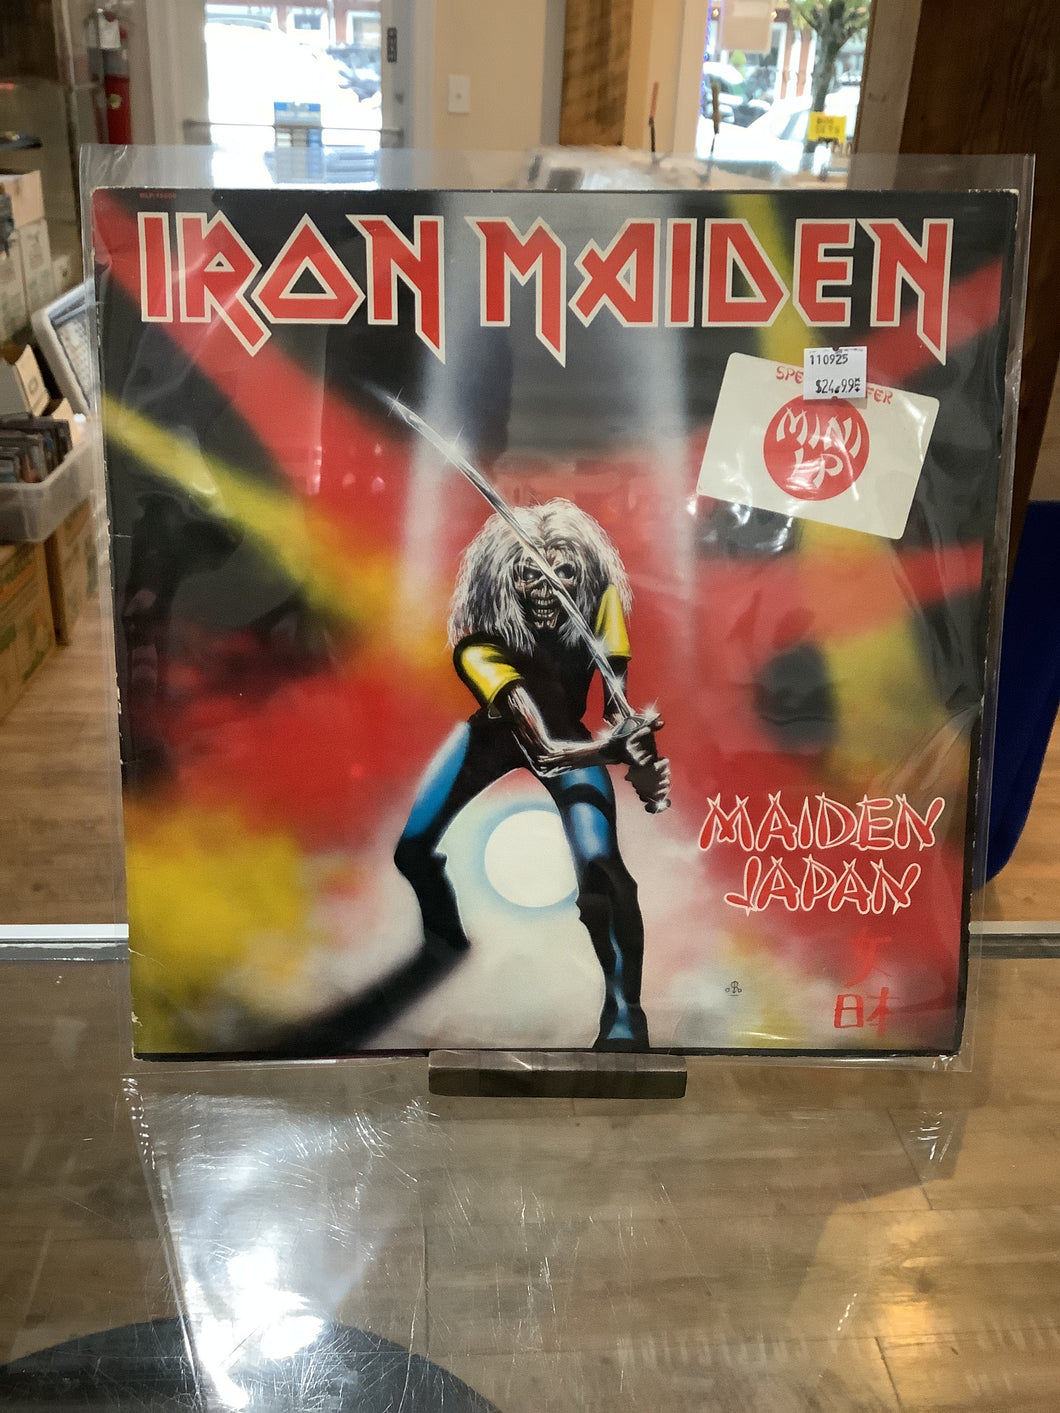 IRON MAIDEN
110925
$24.99
SPE FER
MINI
LP
MAIDEN
JAPAN
日本